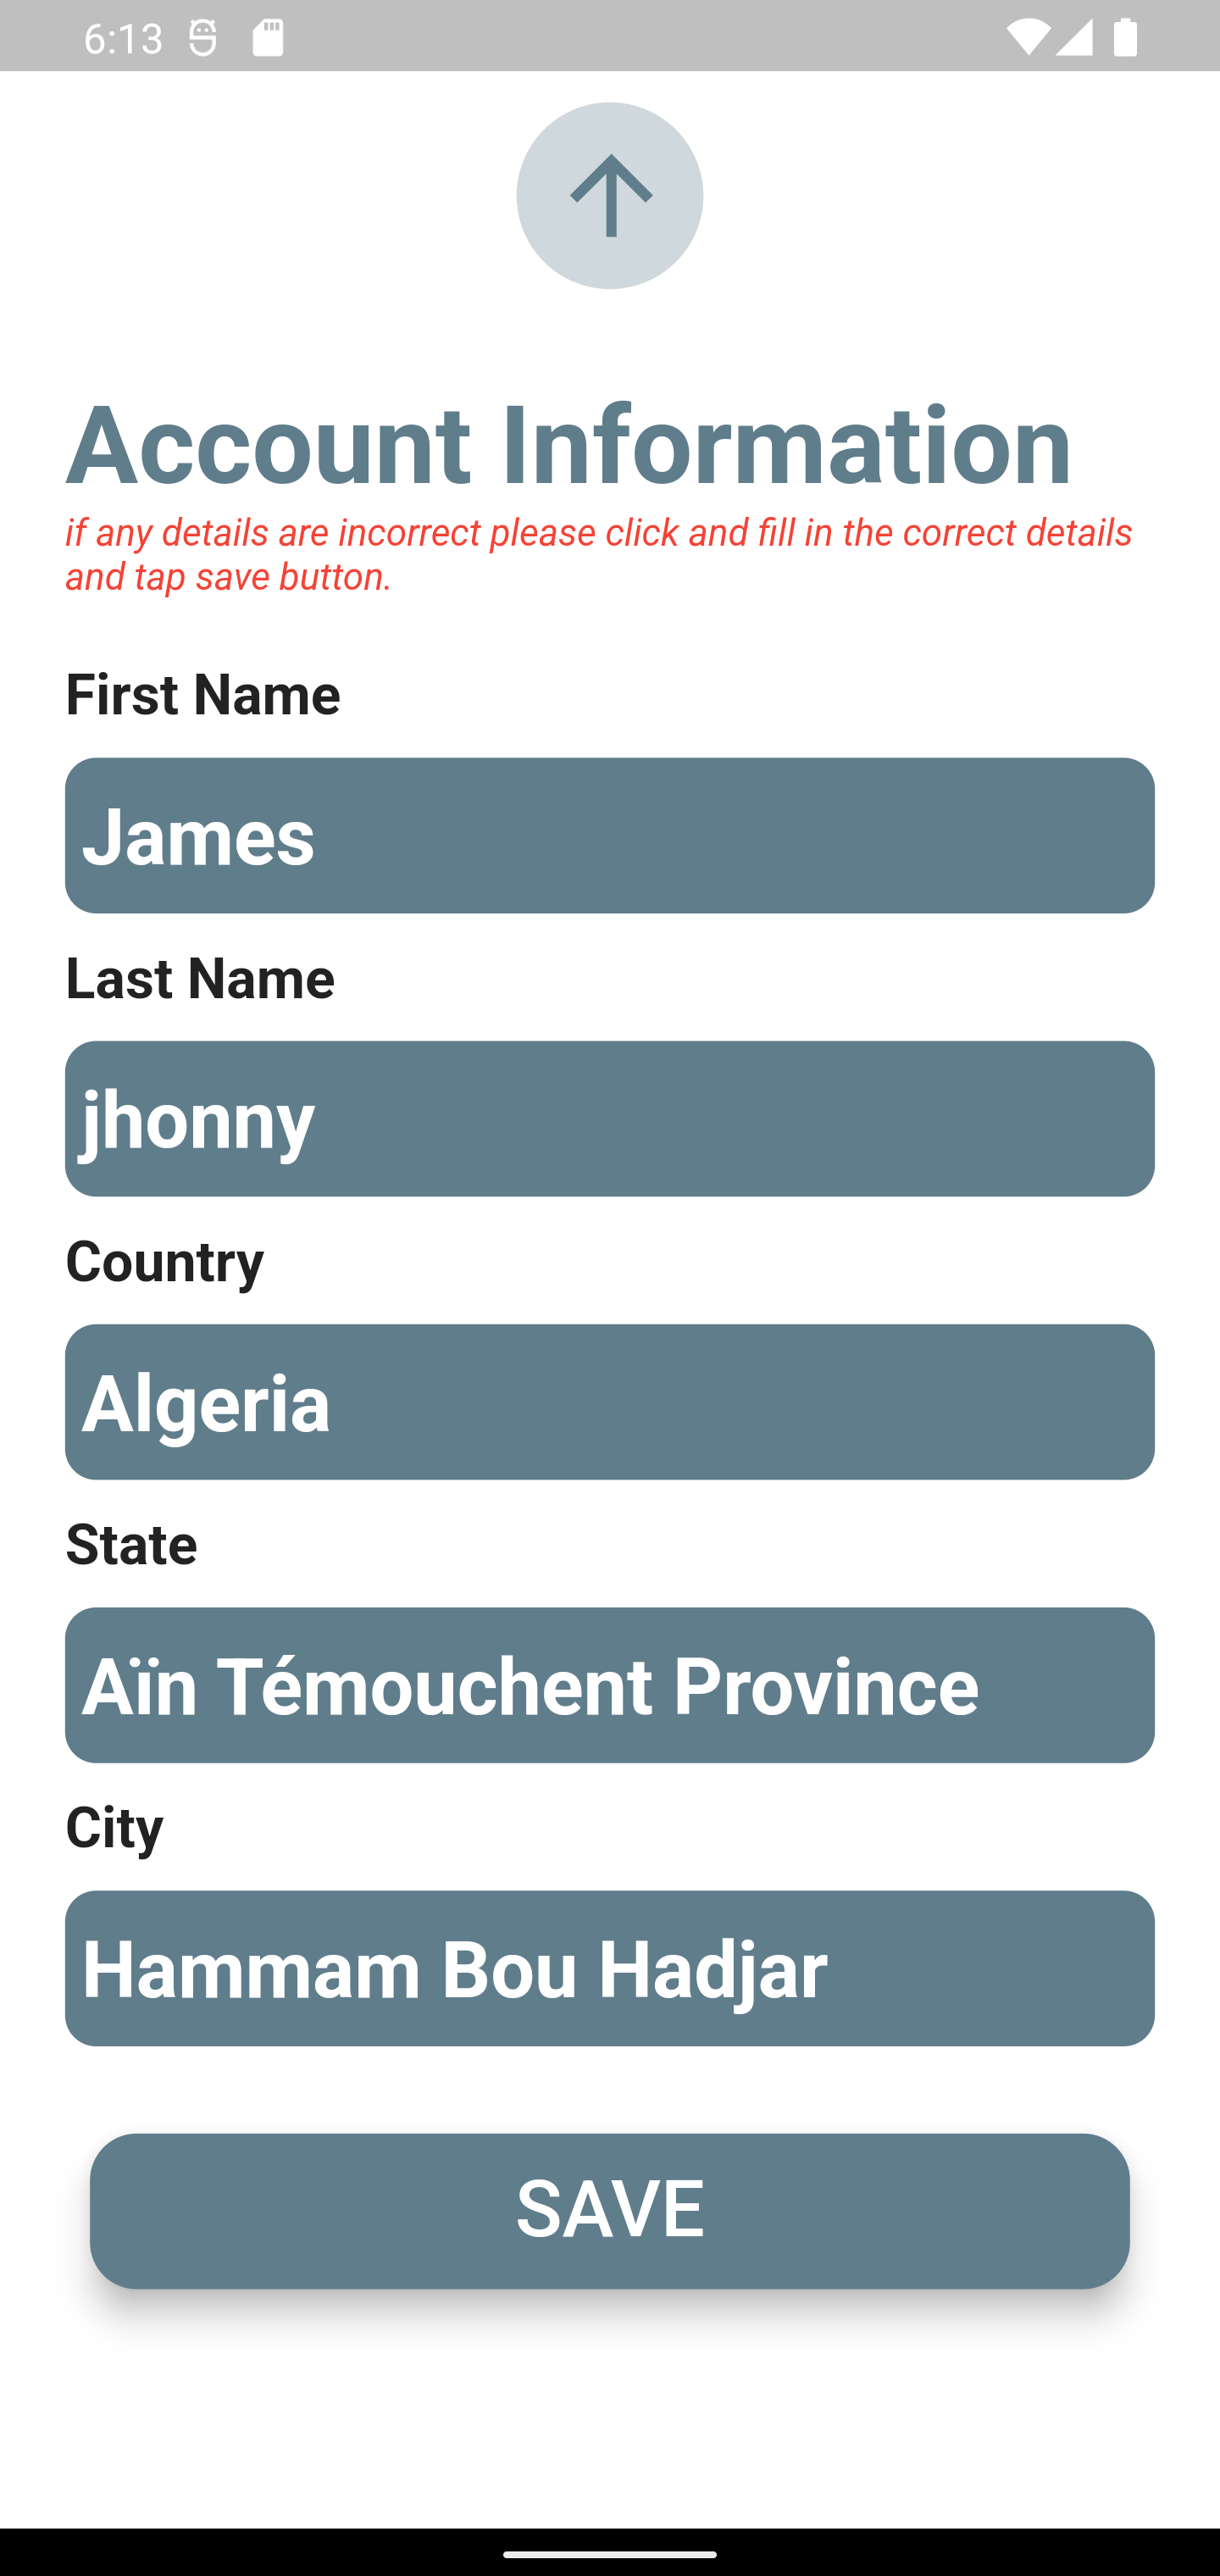 6:13
Account Information
if any details are incorrect please click and fill in the correct details
and tap save button.
First Name
James
Last Name
jhonny
Country
Algeria
State
Aïn Témouchent Province
City
Hammam Bou Hadjar
SAVE